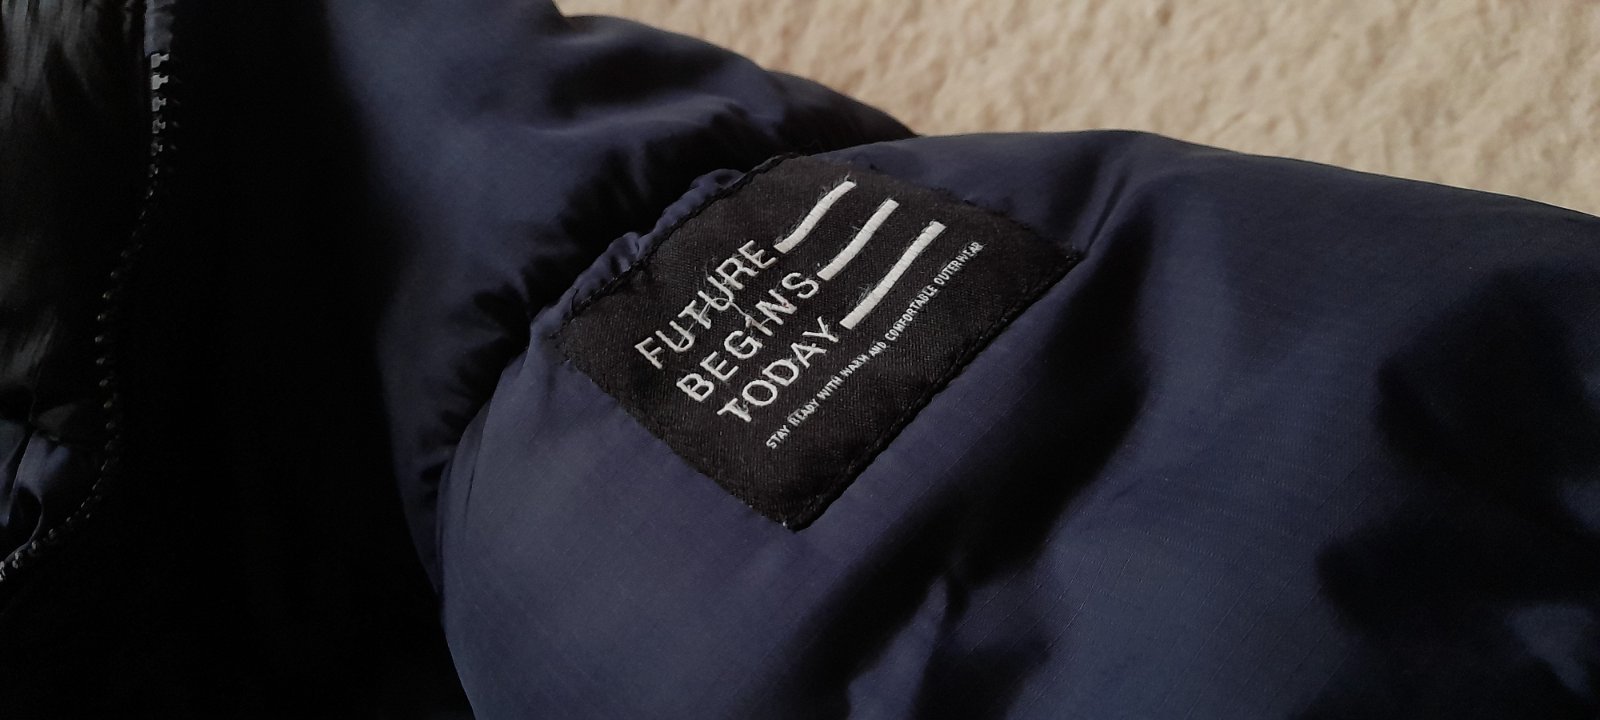 FUTURE
BEGINS
TODAY
STAY READY WITH WARM AND COMFORTABLE OUTERWEAR